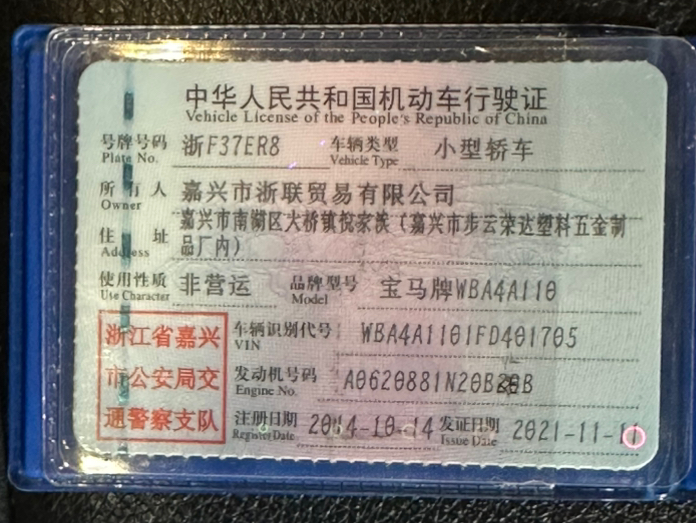 中华人民共和国机动车行驶证
Vehicle License of the People's Republic of China
号牌号码 浙F37ER8 车辆类型 小型轿车
Plate No. Vehicle Type
所有人 嘉兴市浙联贸易有限公司
Owner
嘉兴市南湖区大桥镇倪家浜（嘉兴市步云荣达塑料五金制
住址 品厂内）
Address
使用性质 非营运 品牌型号 宝马牌WBA4A110
Use Character Model
浙江省嘉兴 车辆识别代号 WBA4A1101FD401705
VIN
市公安局交 发动机号码
Engine No.
通警察支队 注册日期 2014-10-14 发证日期
Register Date Issue Date